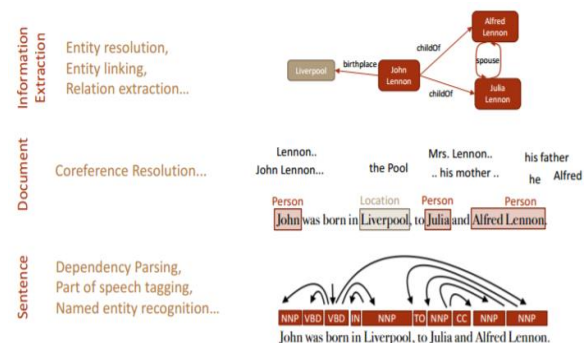 Information
Extraction
Entity resolution,
Entity linking,
Relation extraction...
Alfred
Lennon
childOf
spouse
Liverpool
birthplace
John
Lennon
childOf
Julia
Lennon
Document
Coreference Resolution...
Lennon..
John Lennon...
the Pool
Mrs. Lennon..
.. his mother ..
his father
he Alfred
Person Location Person Person
John was born in Liverpool, to Julia and Alfred Lennon.
Sentence
Dependency Parsing,
Part of speech tagging,
Named entity recognition...
NNP VBD VBD IN NNP TO NNP CC NNP NNP
John was born in Liverpool, to Julia and Alfred Lennon.